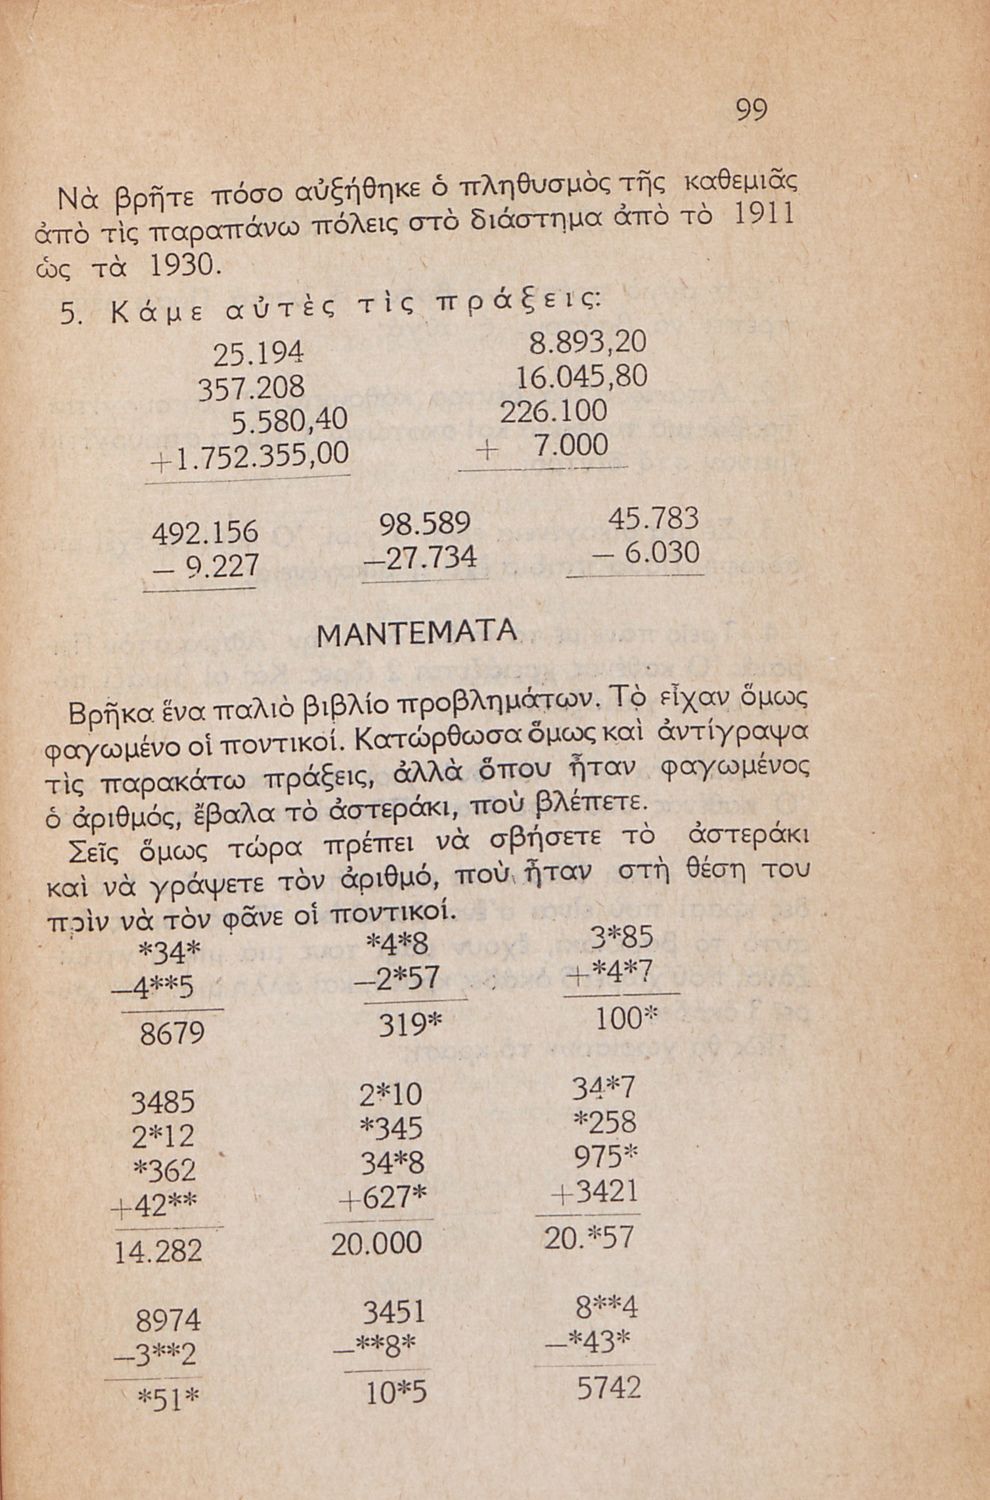 99
Νὰ βρῆτε πόσο αὐξήθηκε ὁ πληθυσμὸς τῆς καθεμιᾶς
ἀπὸ τὶς παραπάνω πόλεις στὸ διάστημα ἀπὸ τὸ 1911
ὡς τὰ 1930.
5. Κάμε αὐτὲς τὶς πράξεις:
25.194 8.893,20
357.208 16.045,80
5.580,40 226.100
+1.752.355,00 + 7.000
492.156 98.589 45.783
– 9.227 –27.734 – 6.030
ΜΑΝΤΕΜΑΤΑ
Βρῆκα ἕνα παλιὸ βιβλίο προβλημάτων. Τὸ εἶχαν ὅμως
φαγωμένο οἱ ποντικοί. Κατώρθωσα ὅμως καὶ ἀντίγραψα
τὶς παρακάτω πράξεις, ἀλλὰ ὅπου ἦταν φαγωμένος
ὁ ἀριθμός, ἔβαλα τὸ ἀστεράκι, ποὺ βλέπετε.
Σεῖς ὅμως τώρα πρέπει νὰ σβήσετε τὸ ἀστεράκι
καὶ νὰ γράψετε τὸν ἀριθμό, ποὺ ἦταν στὴ θέση του
πρὶν νὰ τὸν φᾶνε οἱ ποντικοί.
*34* *4*8 3*85
–4**5 –2*57 +*4*7
8679 319* 100*
3485 2*10 34*7
2*12 *345 *258
*362 34*8 975*
+42** +627* +3421
14.282 20.000 20.*57
8974 3451 8**4
–3**2 –**8* –*43*
*51* 10*5 5742